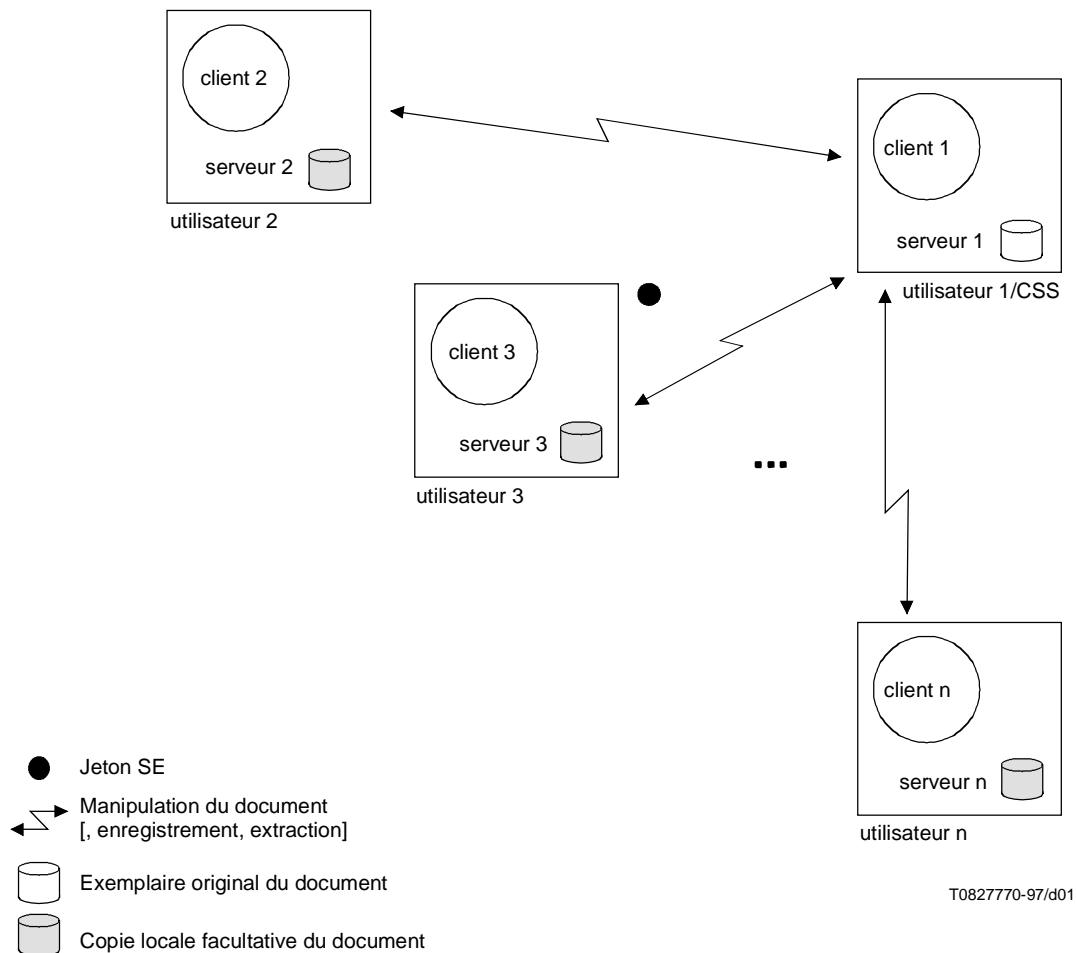 client 2
serveur 2
utilisateur 2
client 1
serveur 1
utilisateur 1/CSS
client 3
serveur 3
utilisateur 3
...
client n
serveur n
utilisateur n
Jeton SE
Manipulation du document
[, enregistrement, extraction]
Exemplaire original du document
Copie locale facultative du document
T0827770-97/d01